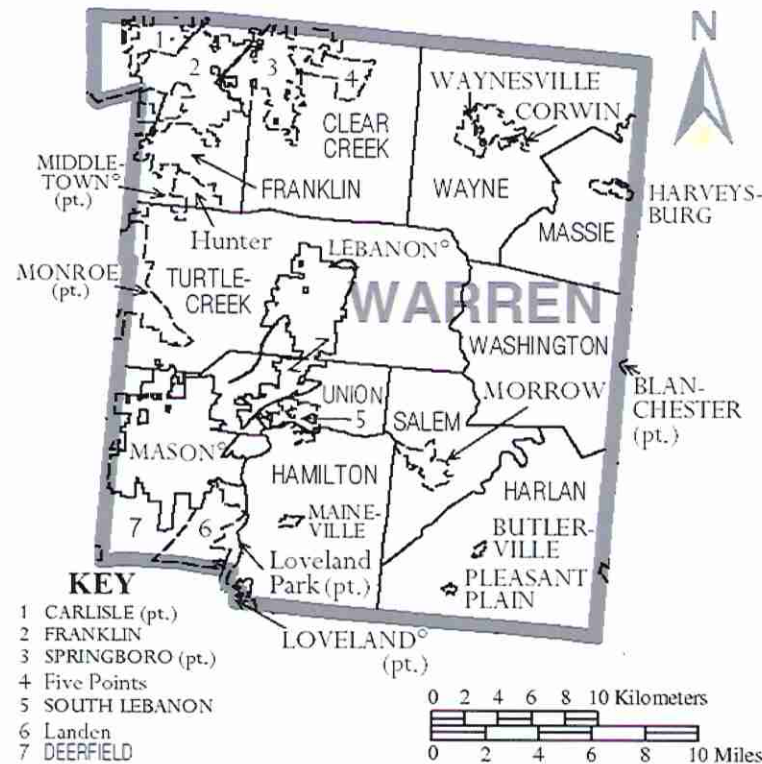 N
1
2
3
4
WAYNESVILLE
CORWIN
CLEAR
CREEK
MIDDLE-
TOWN° 
(pt.)
FRANKLIN
WAYNE
HARVEYS-
BURG
Hunter
MASSIE
LEBANON°
MONROE
(pt.)
TURTLE-
CREEK
WARREN
WASHINGTON
UNION
MORROW
BLAN-
CHESTER
(pt.)
5
SALEM
MASON°
HAMILTON
HARLAN
7
6
MAINE-
VILLE
BUTLER-
VILLE
Loveland
Park (pt.)
PLEASANT
PLAIN
LOVELAND°
(pt.)
KEY
1 CARLISLE (pt.)
2 FRANKLIN
3 SPRINGBORO (pt.)
4 Five Points
5 SOUTH LEBANON
6 Landen
7 DEERFIELD
0 2 4 6 8 10 Kilometers
0 2 4 6 8 10 Miles